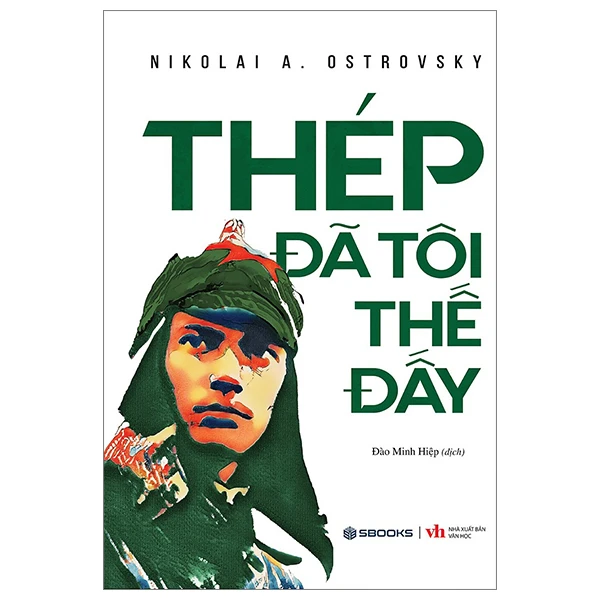 NIKOLAI A. OSTROVSKY
THÉP
ĐÃ TÔI
THẾ
ĐẤY
Đào Minh Hiệp (dịch)
SBOOKS
vh
NHÀ XUẤT BẢN
VĂN HỌC